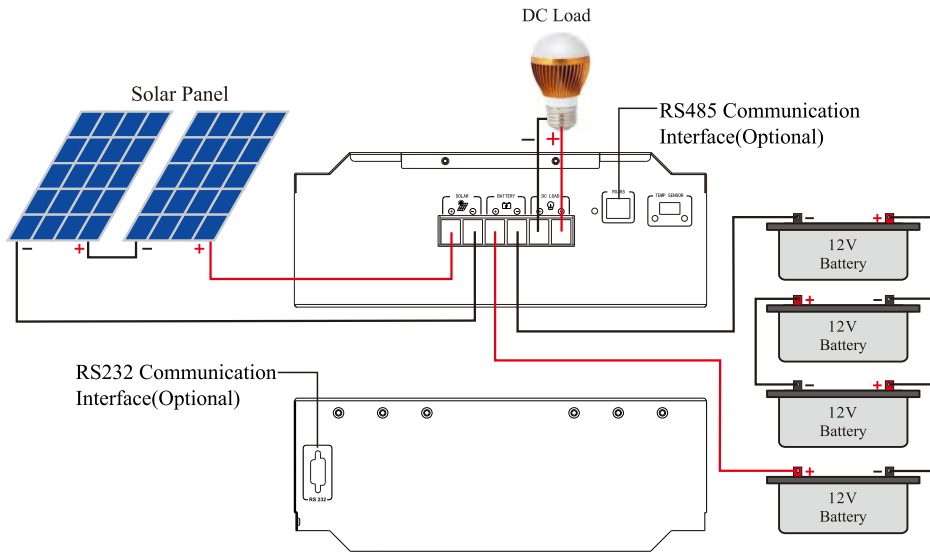 DC Load
Solar Panel
− +
RS485 Communication
Interface(Optional)
SOLAR BATTERY DC LOAD
RS485
TEMP SENSOR
− + − +
− +
12V
Battery
+ −
12V
Battery
− +
12V
Battery
+ −
12V
Battery
RS232 Communication
Interface(Optional)
RS 232